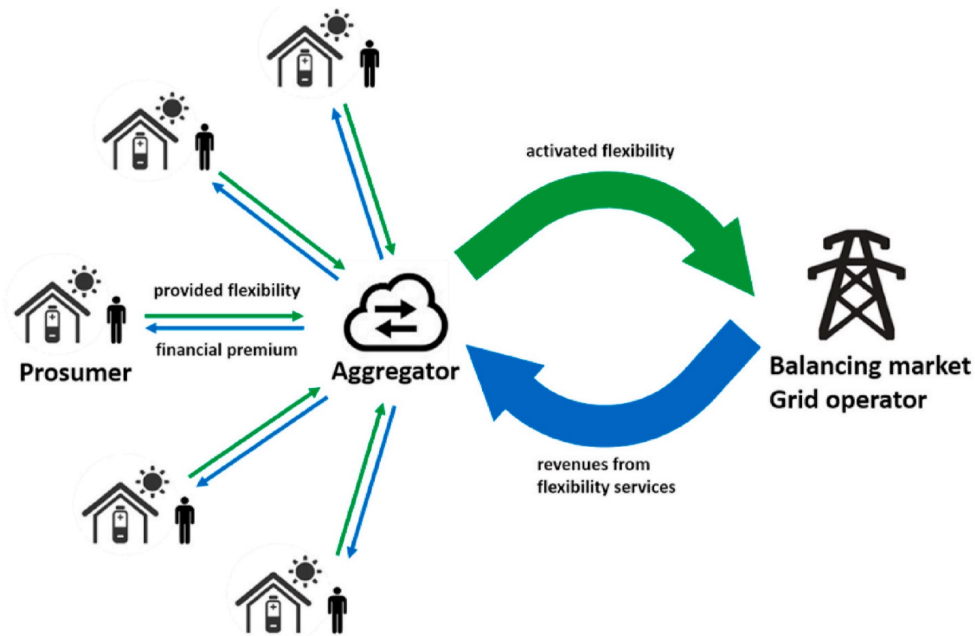 activated flexibility
provided flexibility
financial premium
Prosumer
Aggregator
Balancing market
Grid operator
revenues from
flexibility services